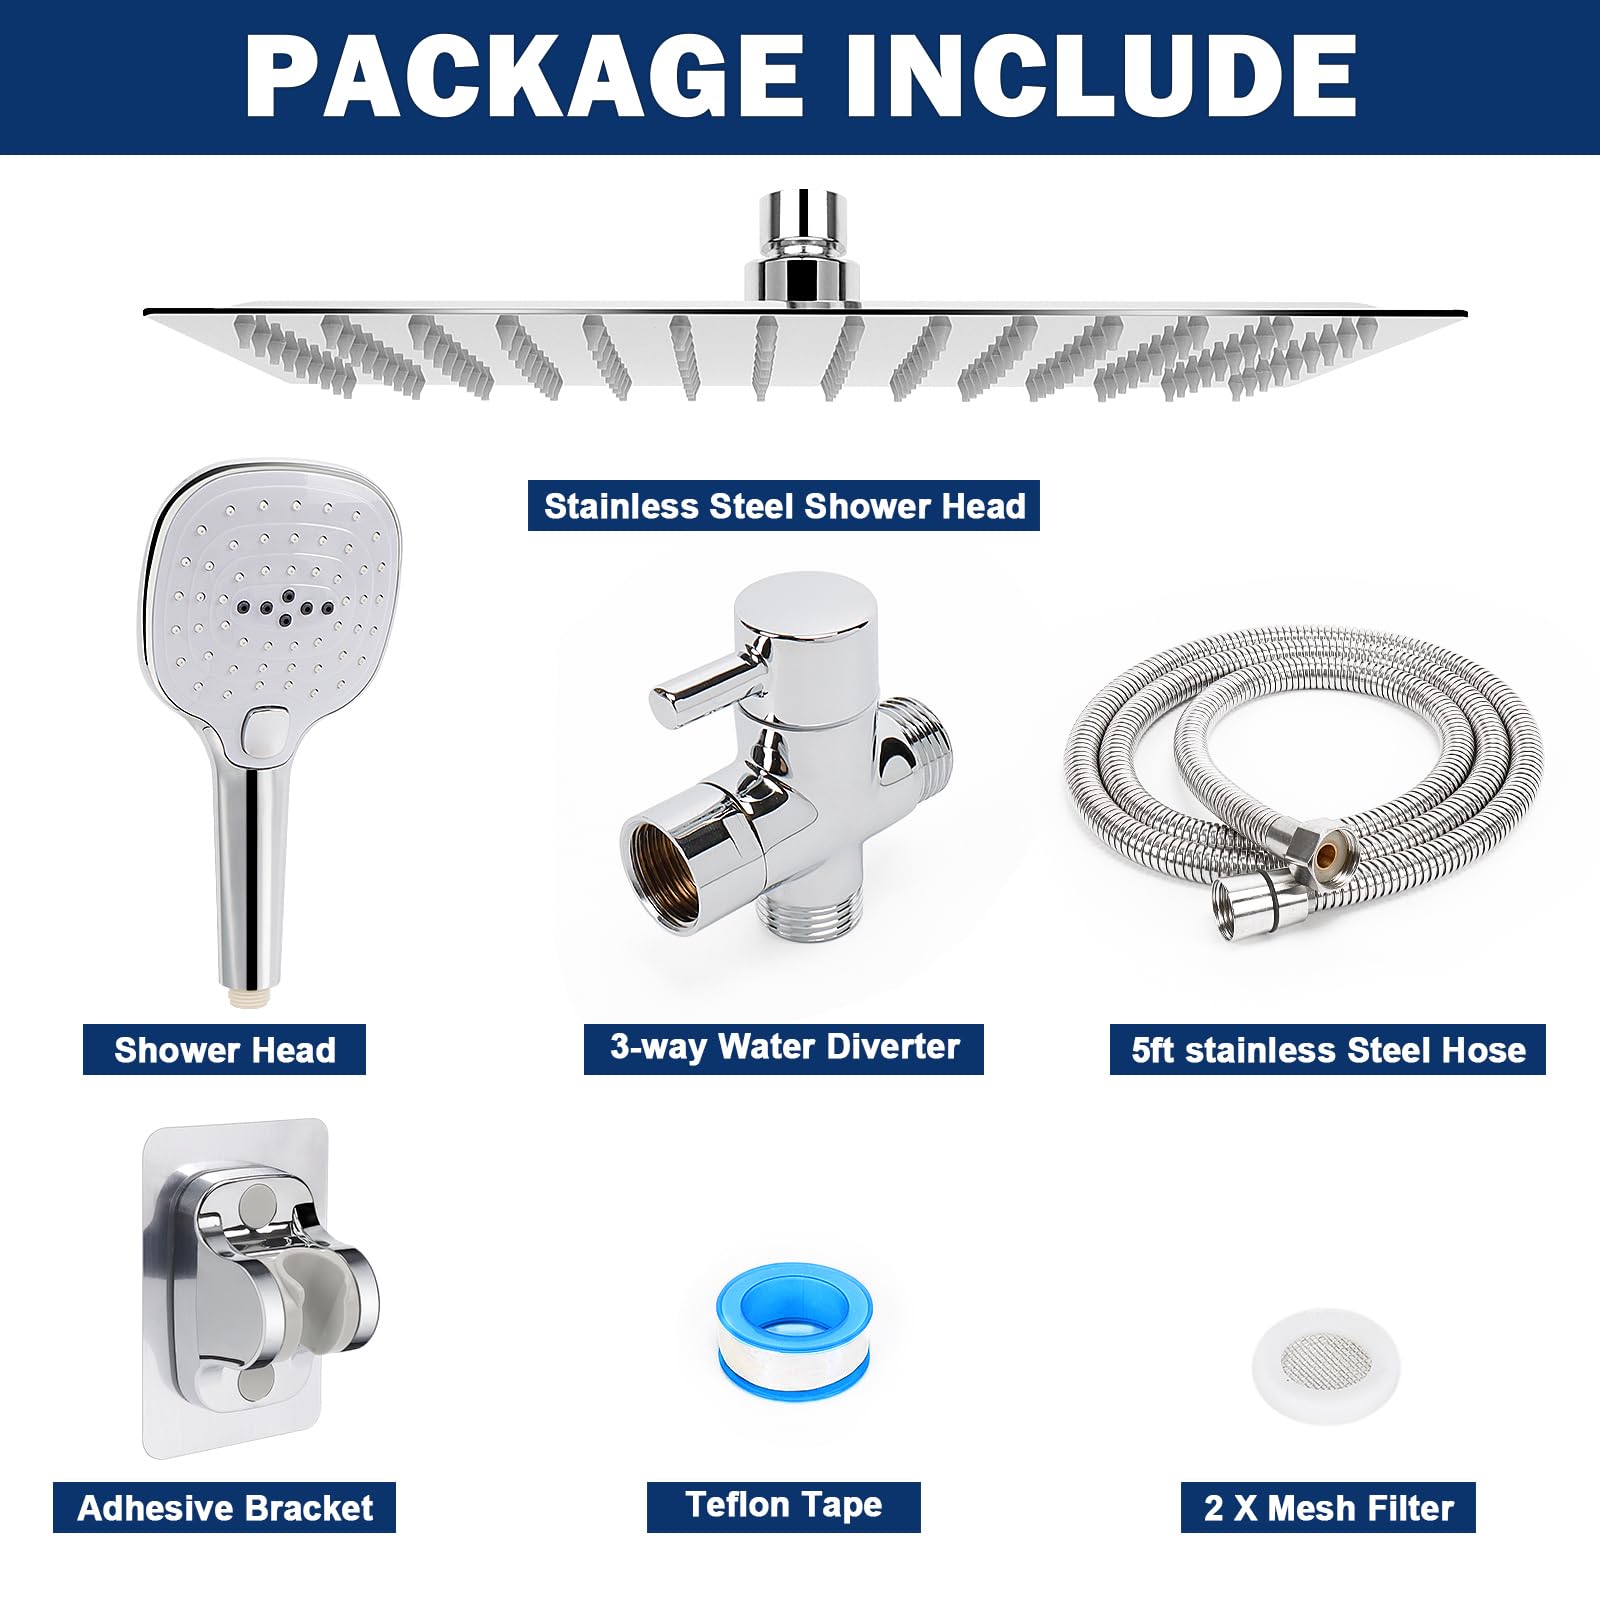 PACKAGE INCLUDE
Stainless Steel Shower Head
Shower Head
3-way Water Diverter
5ft stainless Steel Hose
Adhesive Bracket
Teflon Tape
2 X Mesh Filter